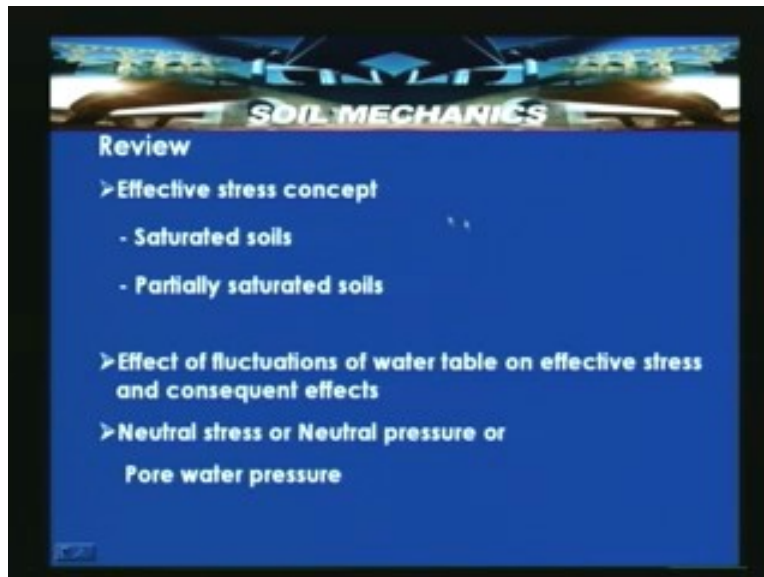 SOIL MECHANICS
Review
➢Effective stress concept
- Saturated soils
- Partially saturated soils
➢Effect of fluctuations of water table on effective stress
and consequent effects
➢Neutral stress or Neutral pressure or
Pore water pressure